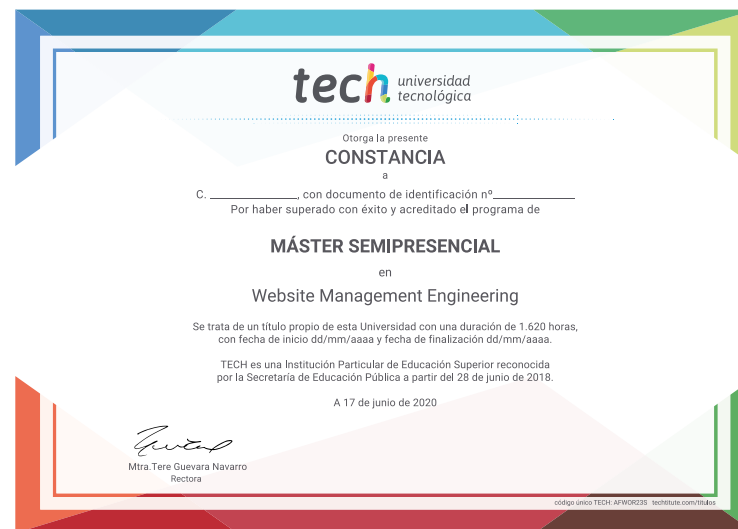 tech universidad
tecnológica
Otorga la presente
CONSTANCIA
a
C. ______________, con documento de identificación nº_____________
Por haber superado con éxito y acreditado el programa de
MÁSTER SEMIPRESENCIAL
en
Website Management Engineering
Se trata de un título propio de esta Universidad con una duración de 1.620 horas,
con fecha de inicio dd/mm/aaaa y fecha de finalización dd/mm/aaaa.
TECH es una Institución Particular de Educación Superior reconocida
por la Secretaría de Educación Pública a partir del 28 de junio de 2018.
A 17 de junio de 2020
Mtra.Tere Guevara Navarro
Rectora
código único TECH: AFWOR23S techtitute.com/titulos